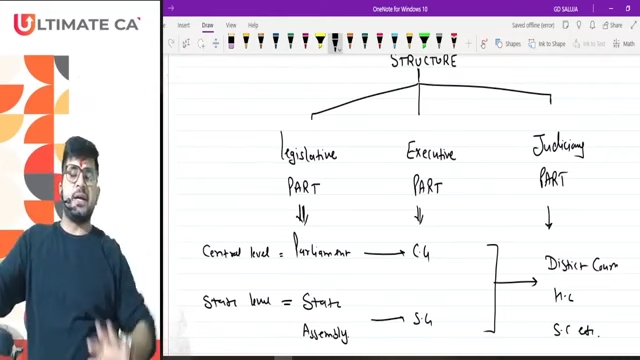 ULTIMATE CA
OneNote for Windows 10
GD SALUJA
Insert
Draw
View
Saved offline (error)
Shapes
Ink to Shape
Ink to Text
Math
STRUCTURE
Legislative
PART
Executive
PART
Judiciary
PART
Central level = Parliament
C.G
State level = State
Assembly
S.G
District Court
H.C
S.C etc.